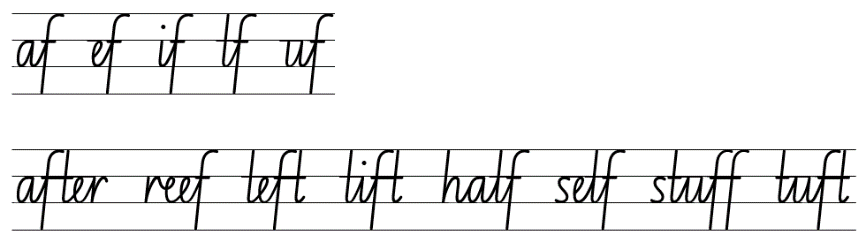 af ef if lf uf
after reef left lift half self stuff tuft